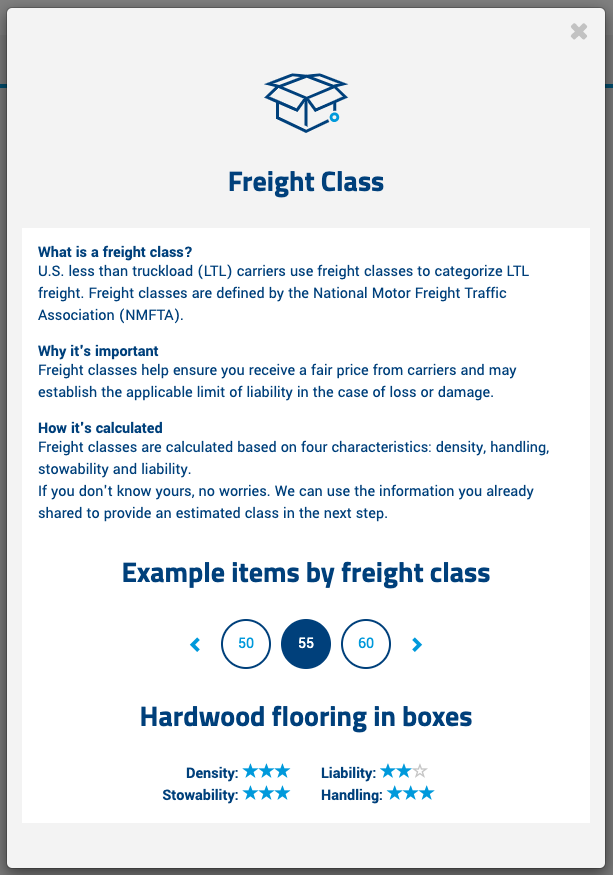 Freight Class
What is a freight class?
U.S. less than truckload (LTL) carriers use freight classes to categorize LTL
freight. Freight classes are defined by the National Motor Freight Traffic
Association (NMFTA).
Why it's important
Freight classes help ensure you receive a fair price from carriers and may
establish the applicable limit of liability in the case of loss or damage.
How it's calculated
Freight classes are calculated based on four characteristics: density, handling,
stowability and liability.
If you don't know yours, no worries. We can use the information you already
shared to provide an estimated class in the next step.
Example items by freight class
50 55 60
Hardwood flooring in boxes
Density: ★★★ Liability: ★★☆
Stowability: ★★★ Handling: ★★★